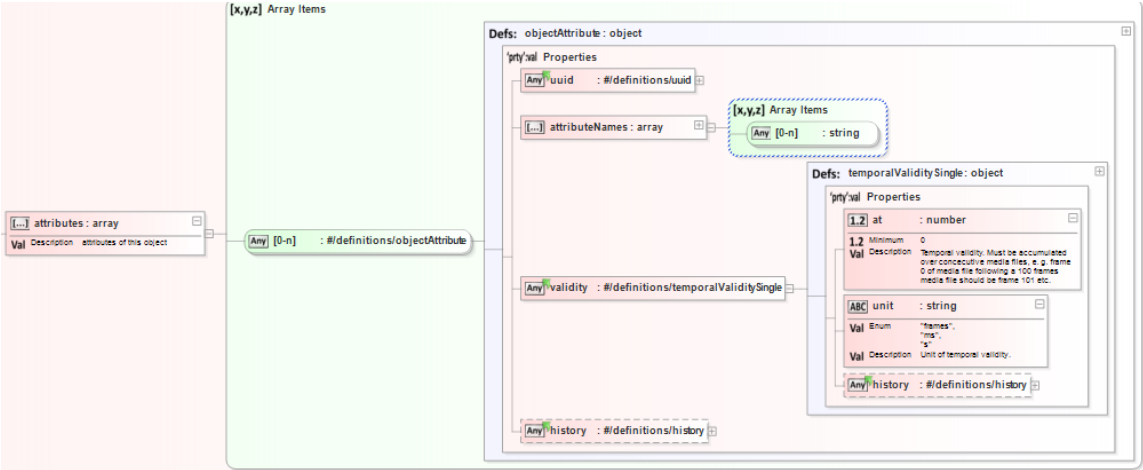 [x,y,z] Array Items
Defs: objectAttribute : object
'prty':val Properties
Any uuid : #/definitions/uuid
[x,y,z] Array Items
[...] attributeNames : array
Any [0-n] : string
Defs: temporalValiditySingle : object
'prty':val Properties
[...] attributes : array
Val Description attributes of this object
1.2 at : number
Any [0-n] : #/definitions/objectAttribute
1.2 Minimum 0
Val Description Temporal validity. Must be accumulated
over concecutive media files, e. g. frame
0 of media file following a 100 frames
media file should be frame 101 etc.
Any validity : #/definitions/temporalValiditySingle
ABC unit : string
Val Enum "frames",
"ms",
"s"
Val Description Unit of temporal validity.
Any history : #/definitions/history
Any history : #/definitions/history